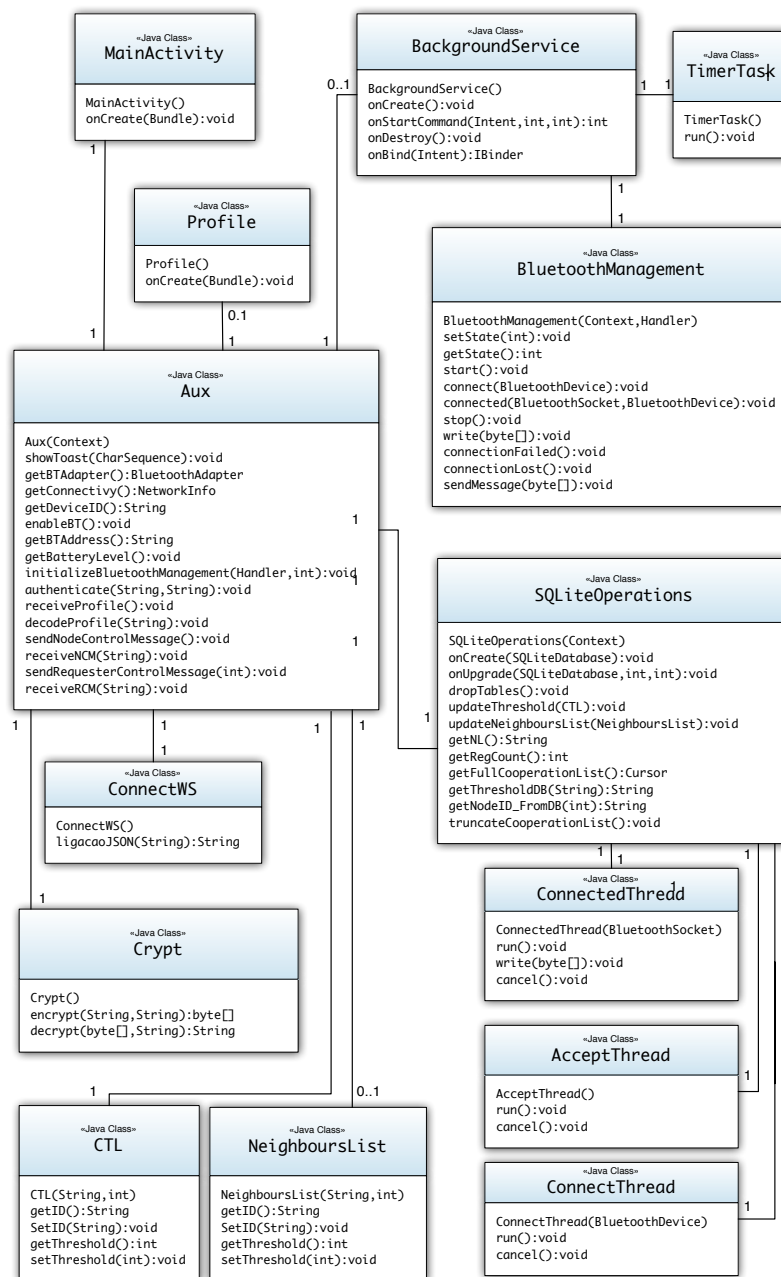 «Java Class»
MainActivity
MainActivity()
onCreate(Bundle):void
1
«Java Class»
BackgroundService
BackgroundService()
onCreate():void
onStartCommand(Intent,int,int):int
onDestroy():void
onBind(Intent):IBinder
0..1
1
1
«Java Class»
TimerTask
TimerTask()
run():void
1
1
«Java Class»
Profile
Profile()
onCreate(Bundle):void
0.1
1
1
1
«Java Class»
BluetoothManagement
BluetoothManagement(Context,Handler)
setState(int):void
getState():int
start():void
connect(BluetoothDevice):void
connected(BluetoothSocket,BluetoothDevice):void
stop():void
write(byte[]):void
connectionFailed():void
connectionLost():void
sendMessage(byte[]):void
«Java Class»
Aux
Aux(Context)
showToast(CharSequence):void
getBTAdapter():BluetoothAdapter
getConnectivy():NetworkInfo
getDeviceID():String
enableBT():void
getBTAddress():String
getBatteryLevel():void
initializeBluetoothManagement(Handler,int):void
authenticate(String,String):void
receiveProfile():void
decodeProfile(String):void
sendNodeControlMessage():void
receiveNCM(String):void
sendRequesterControlMessage(int):void
receiveRCM(String):void
1
1
1
1
1
1
1
1
«Java Class»
SQLiteOperations
SQLiteOperations(Context)
onCreate(SQLiteDatabase):void
onUpgrade(SQLiteDatabase,int,int):void
dropTables():void
updateThreshold(CTL):void
updateNeighboursList(NeighboursList):void
getNL():String
getRegCount():int
getFullCooperationList():Cursor
getThresholdDB(String):String
getNodeID_FromDB(int):String
truncateCooperationList():void
1
1
1
1
1
«Java Class»
ConnectWS
ConnectWS()
ligacaoJSON(String):String
1
«Java Class»
ConnectedThread
1
ConnectedThread(BluetoothSocket)
run():void
write(byte[]):void
cancel():void
1
«Java Class»
Crypt
Crypt()
encrypt(String,String):byte[]
decrypt(byte[],String):String
«Java Class»
AcceptThread
AcceptThread()
run():void
cancel():void
1
1
0..1
«Java Class»
CTL
CTL(String,int)
getID():String
SetID(String):void
getThreshold():int
setThreshold(int):void
«Java Class»
NeighboursList
NeighboursList(String,int)
getID():String
SetID(String):void
getThreshold():int
setThreshold(int):void
«Java Class»
ConnectThread
ConnectThread(BluetoothDevice)
run():void
cancel():void
1